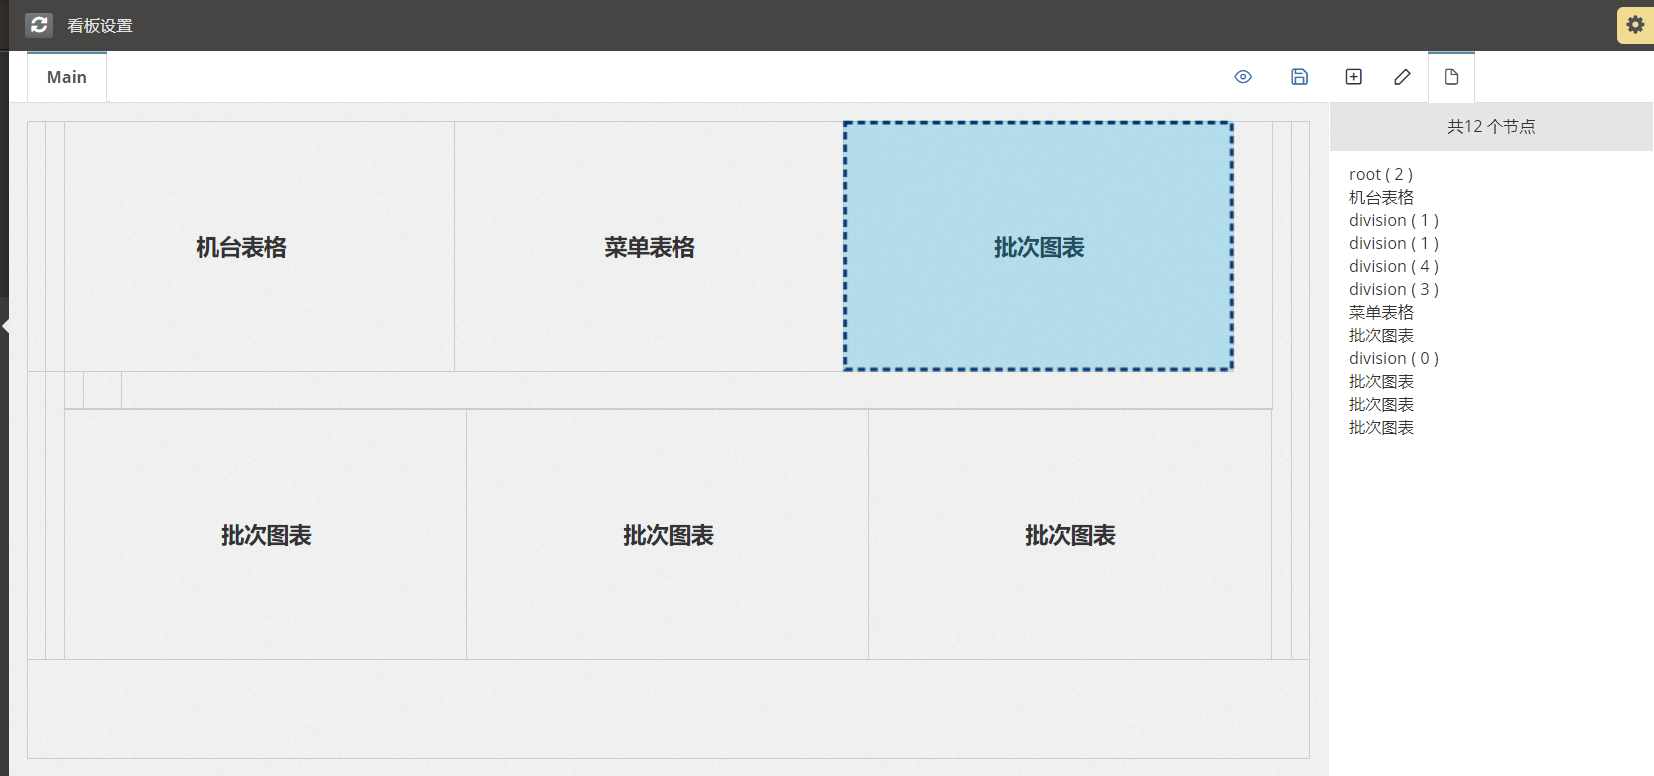 看板设置
Main
共12 个节点
机台表格
菜单表格
批次图表
批次图表
批次图表
批次图表
root ( 2 )
机台表格
division ( 1 )
division ( 1 )
division ( 4 )
division ( 3 )
菜单表格
批次图表
division ( 0 )
批次图表
批次图表
批次图表